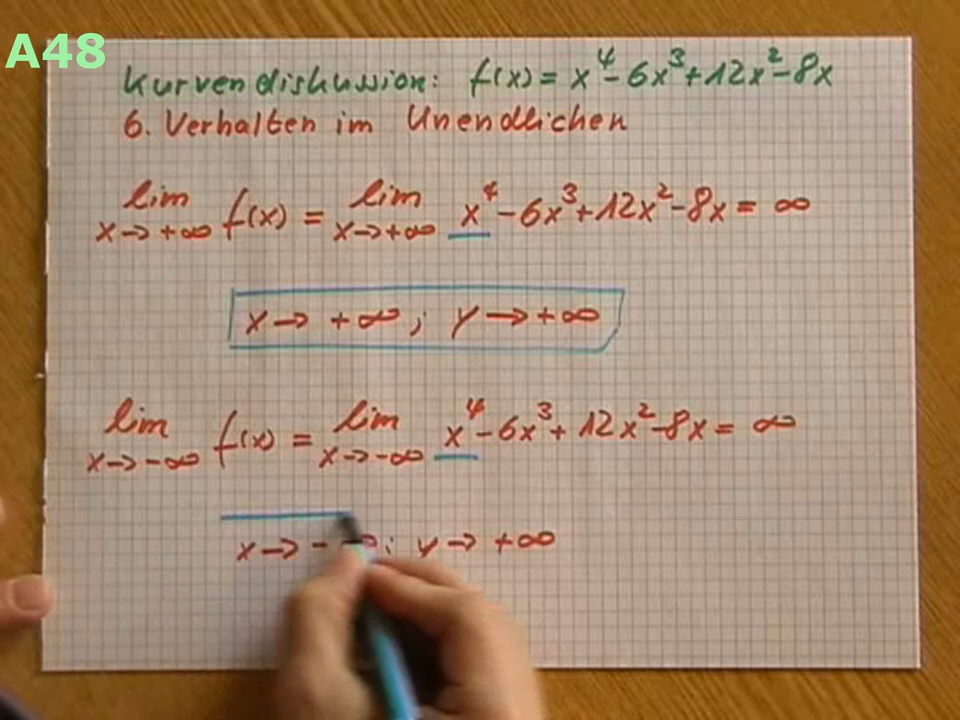 A48
Kurvendiskussion: f(x) = x⁴ - 6x³ + 12x² - 8x
6. Verhalten im Unendlichen
lim f(x) = lim x⁴ - 6x³ + 12x² - 8x = ∞
x→+∞ x→+∞
x→ +∞ ; y→+∞
lim f(x) = lim x⁴ - 6x³ + 12x² - 8x = ∞
x→-∞ x→-∞
x→ -∞ ; y→ +∞